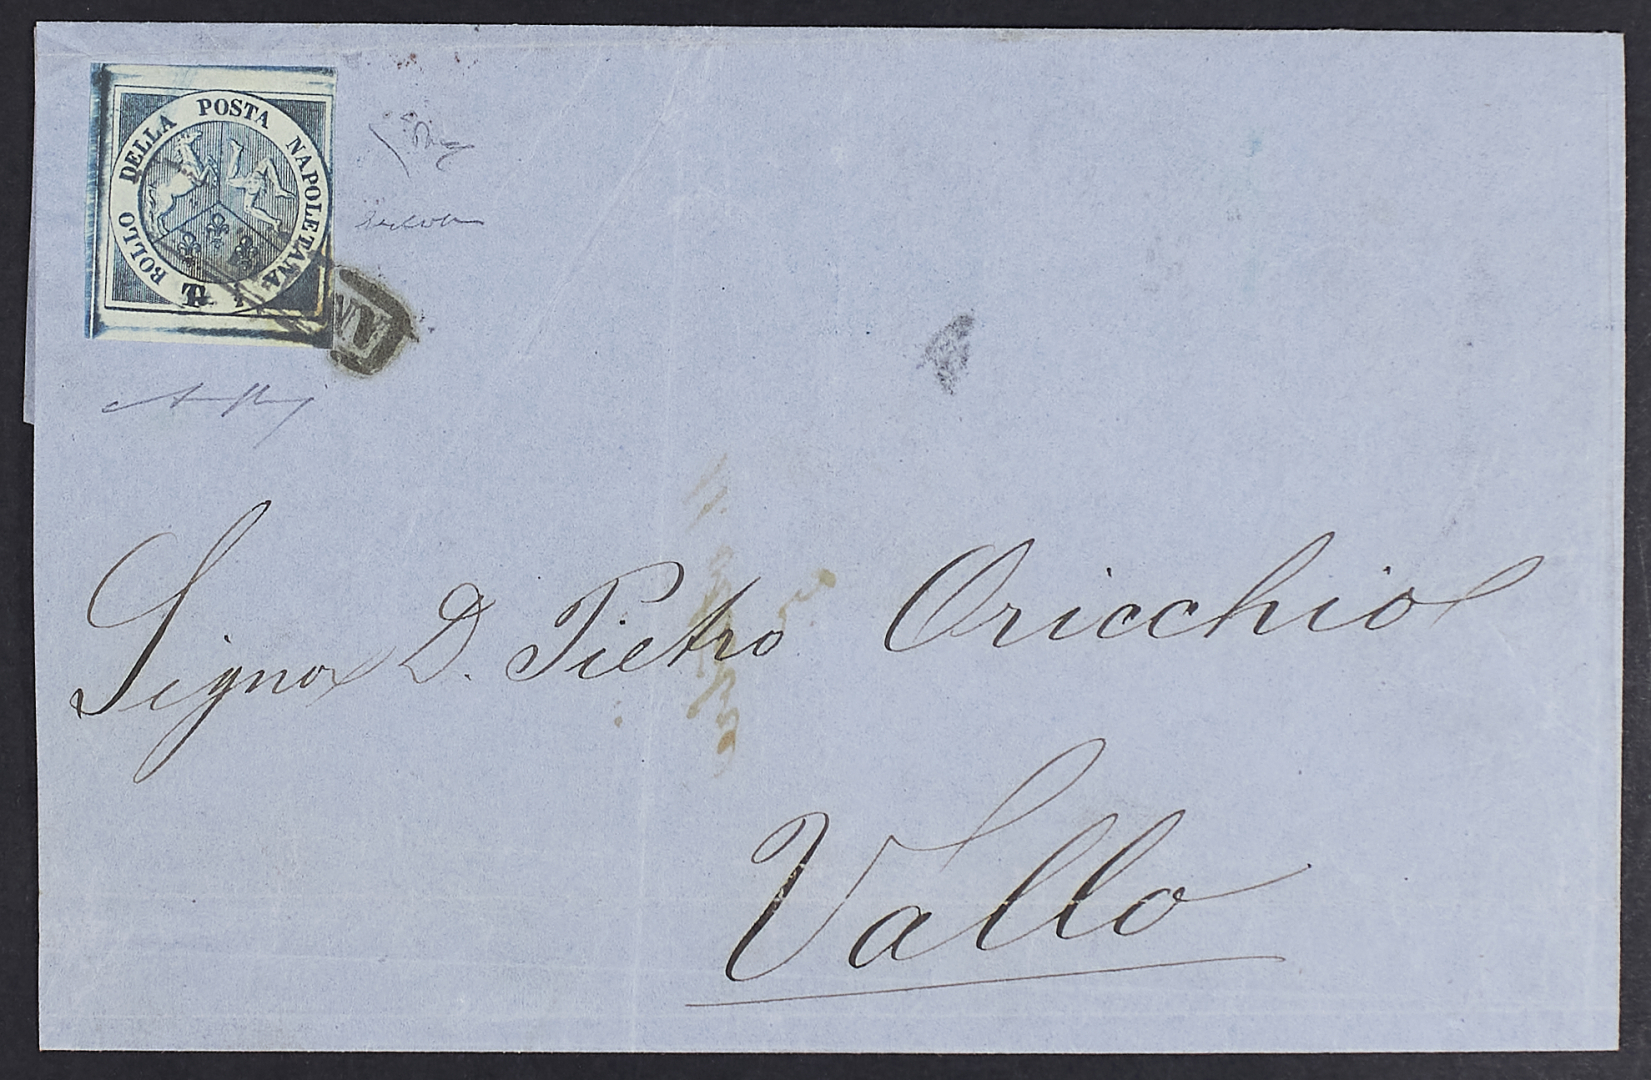 BOLLO DELLA POSTA NAPOLETANA
T
Signor D. Pietro Oricchio
Vallo